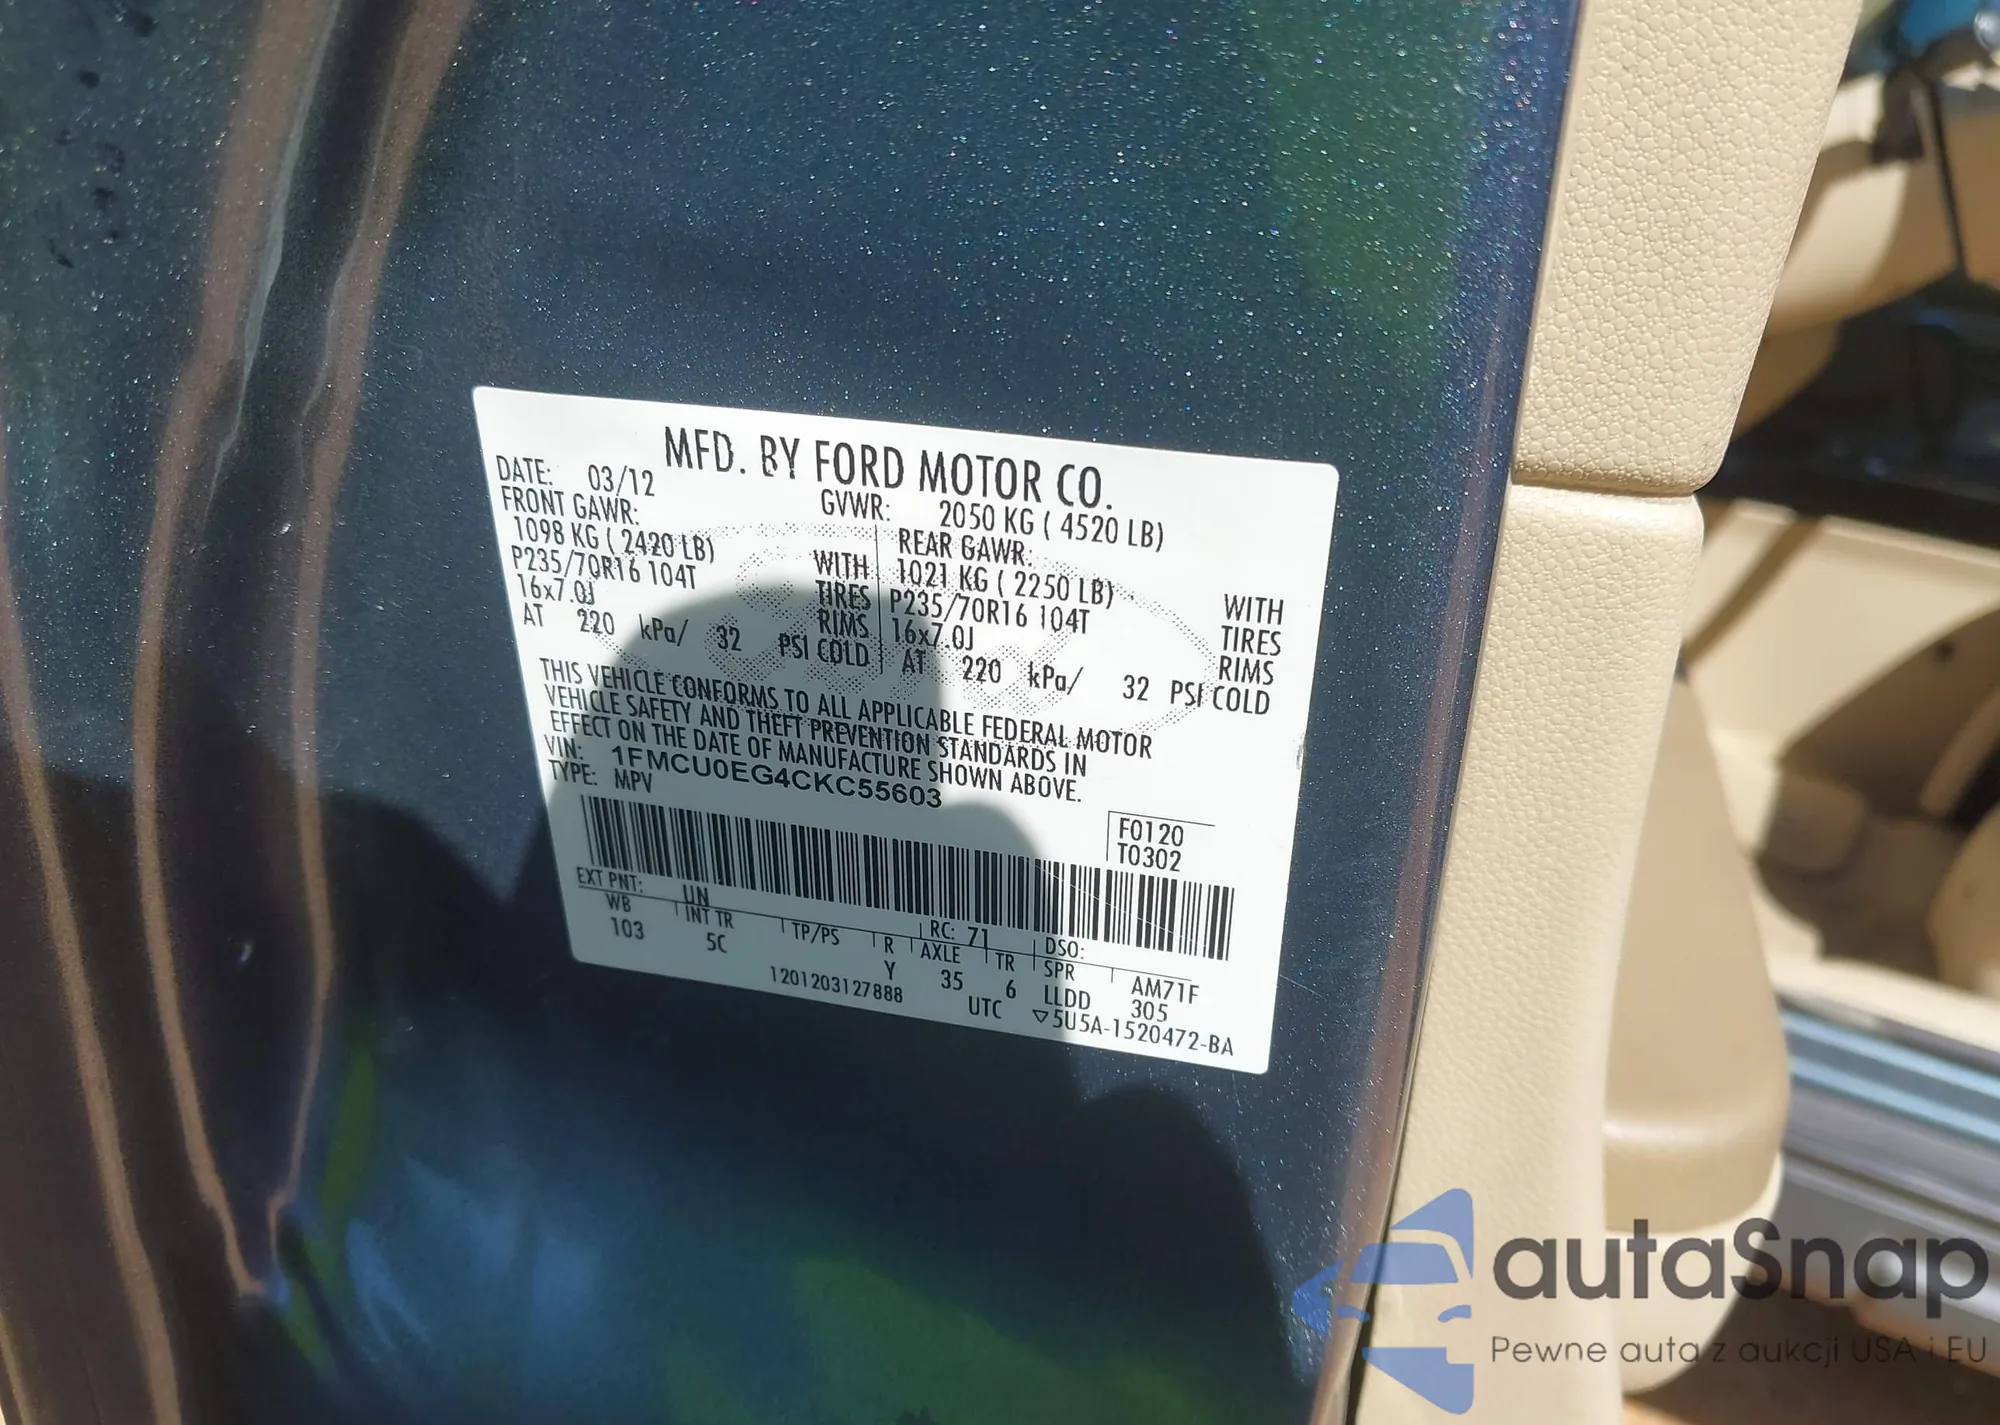 MFD. BY FORD MOTOR CO.
DATE: 03/12 GVWR: 2050 KG ( 4520 LB)
FRONT GAWR: REAR GAWR:
1098 KG ( 2420 LB) WITH 1021 KG ( 2250 LB) WITH
P235/70R16 104T TIRES P235/70R16 104T TIRES
16x7.0J RIMS 16x7.0J RIMS
AT 220 kPa/ 32 PSI COLD AT 220 kPa/ 32 PSI COLD
THIS VEHICLE CONFORMS TO ALL APPLICABLE FEDERAL MOTOR
VEHICLE SAFETY AND THEFT PREVENTION STANDARDS IN
EFFECT ON THE DATE OF MANUFACTURE SHOWN ABOVE.
VIN: 1FMCU0EG4CKC55603
TYPE: MPV
F0120
T0302
EXT PNT: UN RC: 71 DSO:
WB INT TR TP/PS R AXLE TR SPR AM71F
103 5C Y 35 6 LLDD 305
1201203127888 UTC ▽5U5A-1520472-BA
autaSnap
Pewne auta z aukcji USA i EU